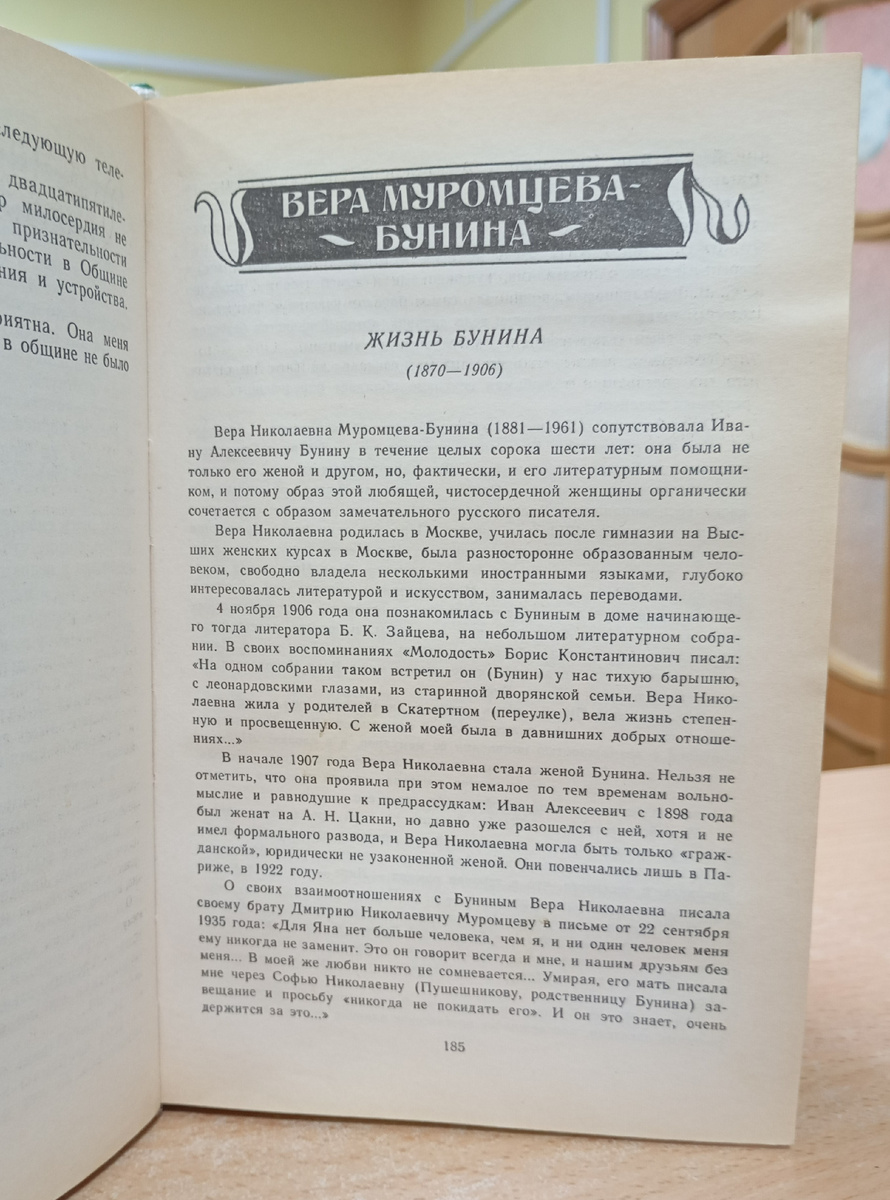 следующую теле-
двадцатипятиле-
милосердия не
признательности
в Общине
и устройства.
Она меня
в общине не было
ВЕРА МУРОМЦЕВА-
БУНИНА
ЖИЗНЬ БУНИНА
(1870—1906)
Вера Николаевна Муромцева-Бунина (1881—1961) сопутствовала Ива-
ну Алексеевичу Бунину в течение целых сорока шести лет: она была не
только его женой и другом, но, фактически, и его литературным помощни-
ком, и потому образ этой любящей, чистосердечной женщины органически
сочетается с образом замечательного русского писателя.
Вера Николаевна родилась в Москве, училась после гимназии на Выс-
ших женских курсах в Москве, была разносторонне образованным чело-
веком, свободно владела несколькими иностранными языками, глубоко
интересовалась литературой и искусством, занималась переводами.
4 ноября 1906 года она познакомилась с Буниным в доме начинающе-
го тогда литератора Б. К. Зайцева, на небольшом литературном собра-
нии. В своих воспоминаниях «Молодость» Борис Константинович писал:
«На одном собрании таком встретил он (Бунин) у нас тихую барышню,
с леонардовскими глазами, из старинной дворянской семьи. Вера Нико-
лаевна жила у родителей в Скатертном (переулке), вела жизнь степен-
ную и просвещенную. С женой моей была в давнишних добрых отноше-
ниях...»
В начале 1907 года Вера Николаевна стала женой Бунина. Нельзя не
отметить, что она проявила при этом немалое по тем временам вольно-
мыслие и равнодушие к предрассудкам: Иван Алексеевич с 1898 года
был женат на А. Н. Цакни, но давно уже разошелся с ней, хотя и не
имел формального развода, и Вера Николаевна могла быть только «граж-
данской», юридически не узаконенной женой. Они повенчались лишь в Па-
риже, в 1922 году.
О своих взаимоотношениях с Буниным Вера Николаевна писала
своему брату Дмитрию Николаевичу Муромцеву в письме от 22 сентября
1935 года: «Для Яна нет больше человека, чем я, и ни один человек меня
ему никогда не заменит. Это он говорит всегда и мне, и нашим друзьям без
меня... В моей же любви никто не сомневается... Умирая, его мать писала
мне через Софью Николаевну (Пушешникову, родственницу Бунина) за-
вещание и просьбу «никогда не покидать его». И он это знает, очень
держится за это...»
185